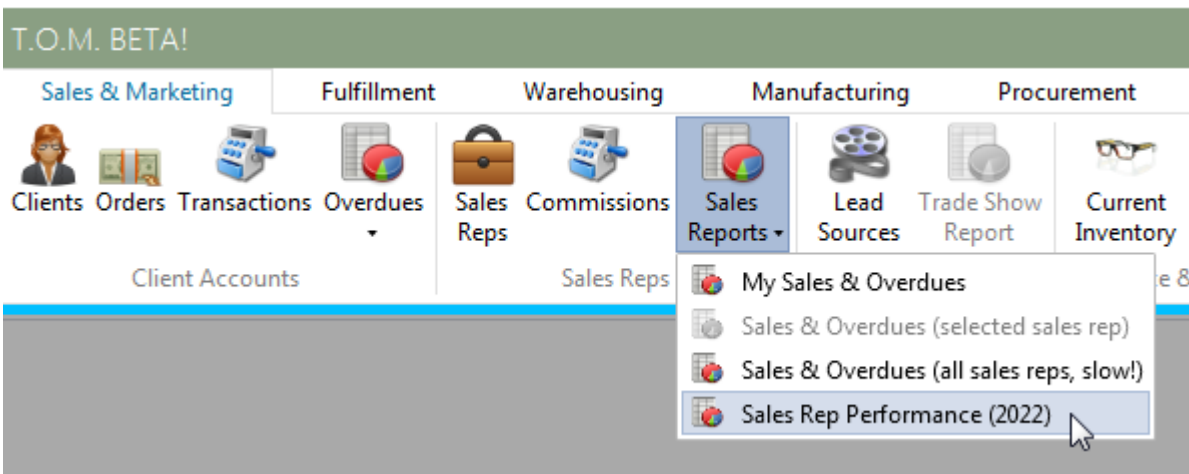 T.O.M. BETA!
Sales & Marketing Fulfillment Warehousing Manufacturing Procurement
Clients Orders Transactions Overdues Sales Reps Commissions Sales Reports Lead Sources Trade Show Report Current Inventory
Client Accounts Sales Reps
My Sales & Overdues
Sales & Overdues (selected sales rep)
Sales & Overdues (all sales reps, slow!)
Sales Rep Performance (2022)